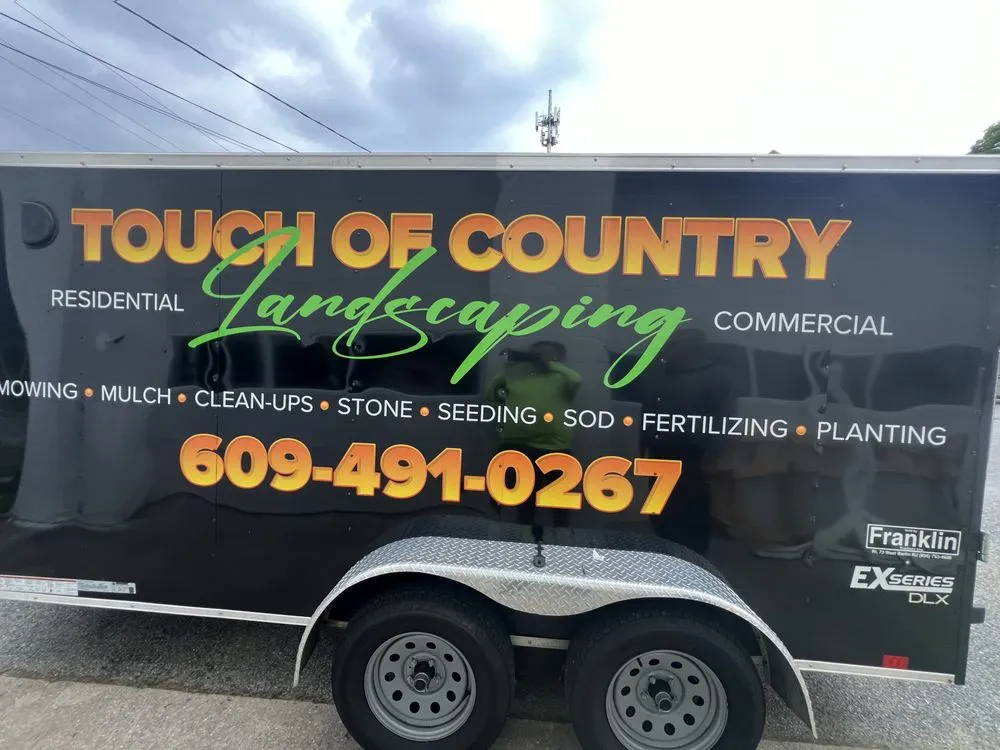 TOUCH OF COUNTRY
Landscaping
RESIDENTIAL
COMMERCIAL
MOWING • MULCH • CLEAN-UPS • STONE • SEEDING • SOD • FERTILIZING • PLANTING
609-491-0267
Franklin
EX SERIES
DLX